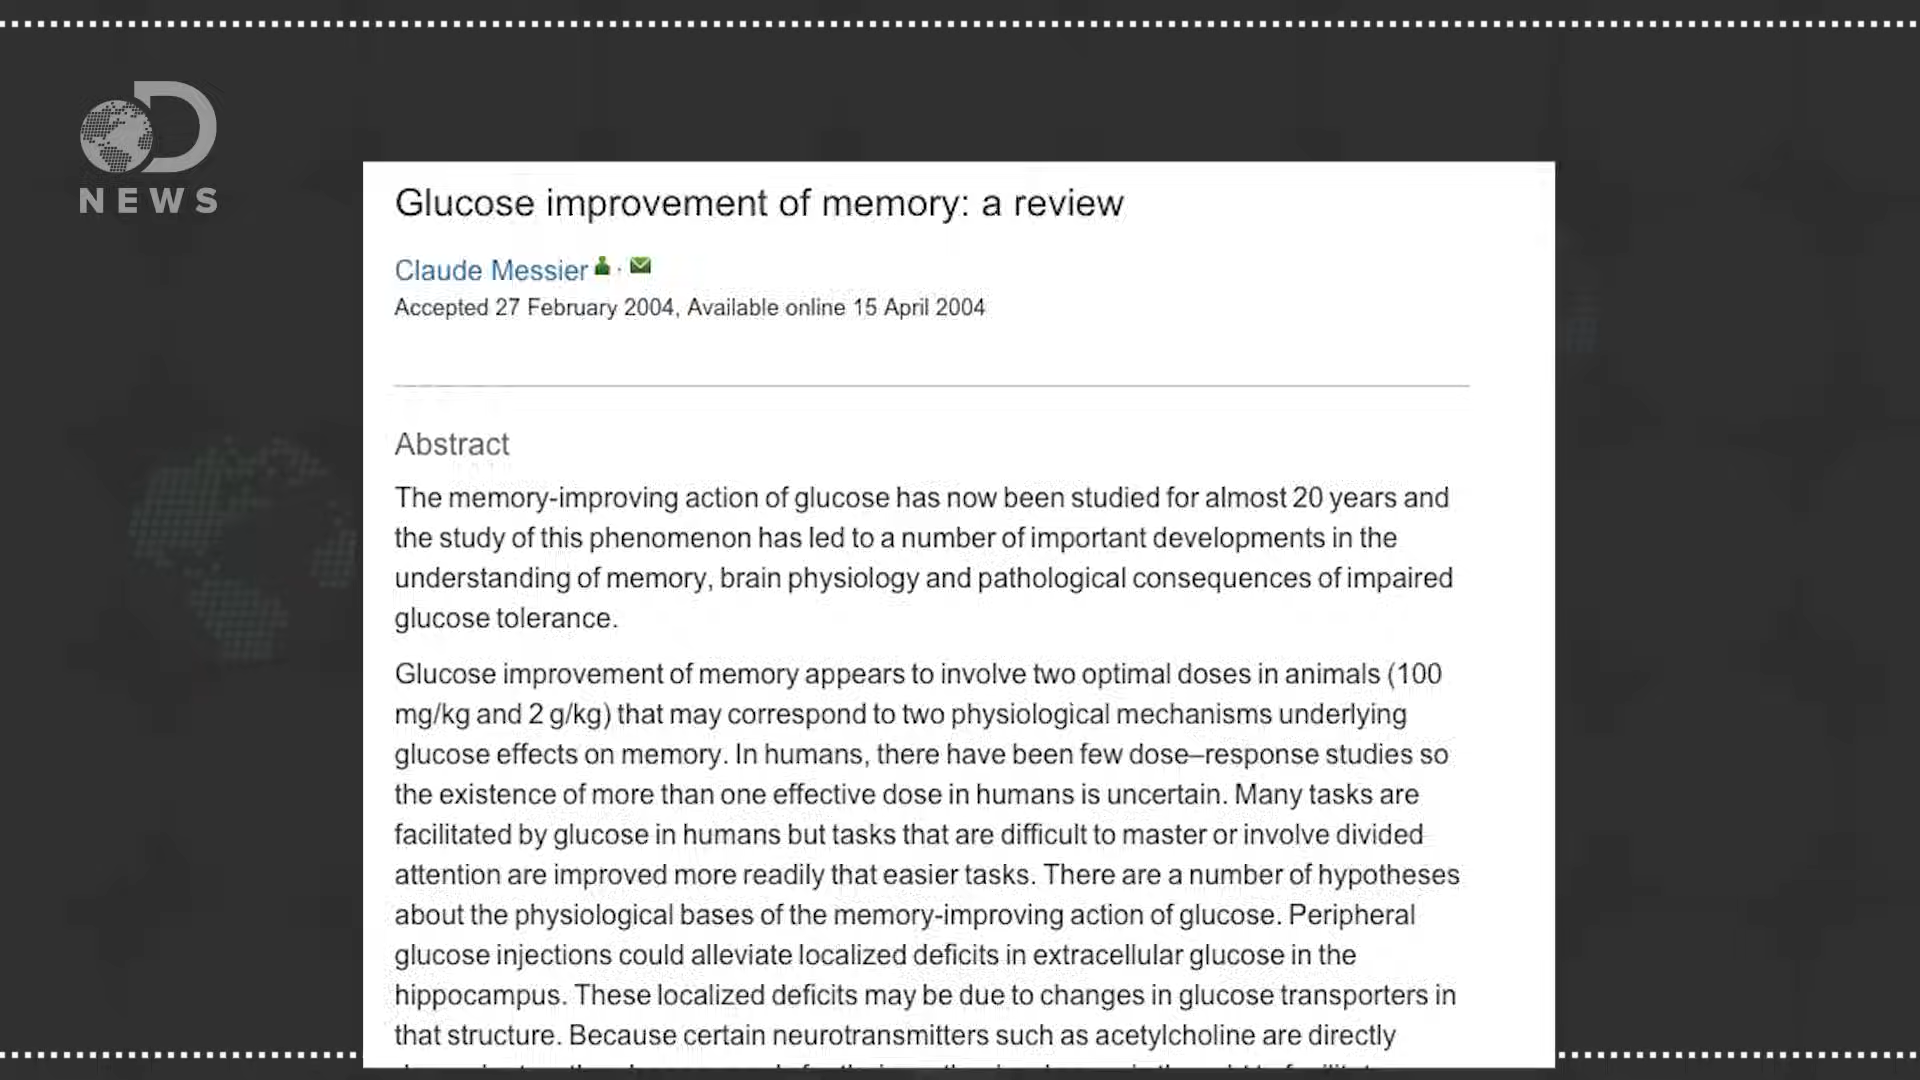 NEWS
Glucose improvement of memory: a review
Claude Messier
Accepted 27 February 2004, Available online 15 April 2004
Abstract
The memory-improving action of glucose has now been studied for almost 20 years and
the study of this phenomenon has led to a number of important developments in the
understanding of memory, brain physiology and pathological consequences of impaired
glucose tolerance.
Glucose improvement of memory appears to involve two optimal doses in animals (100
mg/kg and 2 g/kg) that may correspond to two physiological mechanisms underlying
glucose effects on memory. In humans, there have been few dose–response studies so
the existence of more than one effective dose in humans is uncertain. Many tasks are
facilitated by glucose in humans but tasks that are difficult to master or involve divided
attention are improved more readily that easier tasks. There are a number of hypotheses
about the physiological bases of the memory-improving action of glucose. Peripheral
glucose injections could alleviate localized deficits in extracellular glucose in the
hippocampus. These localized deficits may be due to changes in glucose transporters in
that structure. Because certain neurotransmitters such as acetylcholine are directly